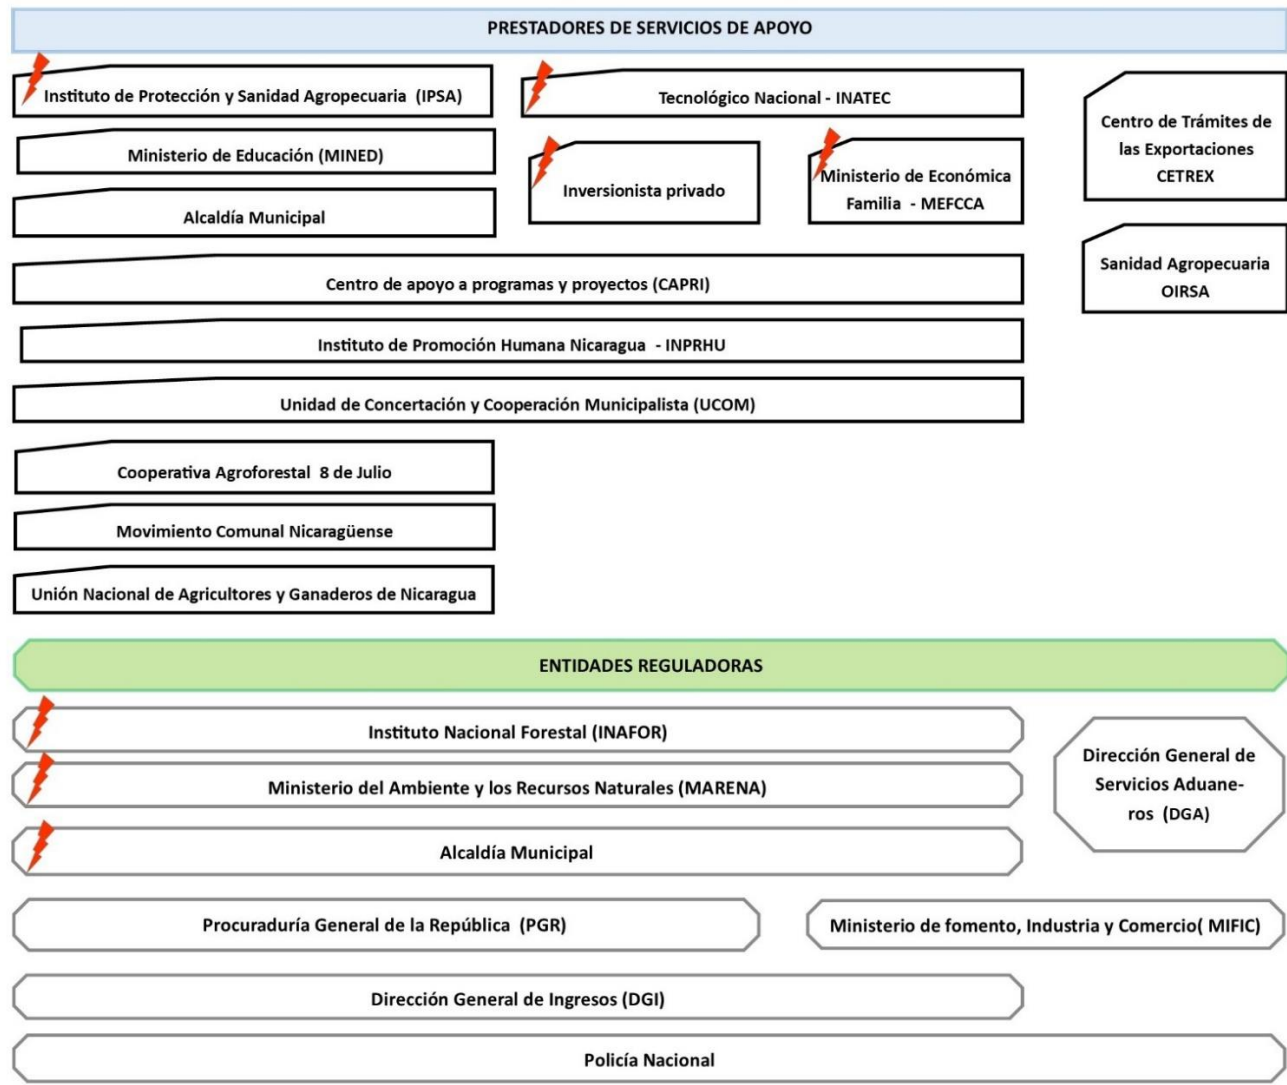 PRESTADORES DE SERVICIOS DE APOYO
Instituto de Protección y Sanidad Agropecuaria (IPSA)
Tecnológico Nacional - INATEC
Centro de Trámites de
las Exportaciones
CETREX
Ministerio de Educación (MINED)
Inversionista privado
Ministerio de Económica
Familia - MEFCCA
Alcaldía Municipal
Sanidad Agropecuaria
OIRSA
Centro de apoyo a programas y proyectos (CAPRI)
Instituto de Promoción Humana Nicaragua - INPRHU
Unidad de Concertación y Cooperación Municipalista (UCOM)
Cooperativa Agroforestal 8 de Julio
Movimiento Comunal Nicaragüense
Unión Nacional de Agricultores y Ganaderos de Nicaragua
ENTIDADES REGULADORAS
Instituto Nacional Forestal (INAFOR)
Ministerio del Ambiente y los Recursos Naturales (MARENA)
Dirección General de
Servicios Aduane-
ros (DGA)
Alcaldía Municipal
Procuraduría General de la República (PGR)
Ministerio de fomento, Industria y Comercio( MIFIC)
Dirección General de Ingresos (DGI)
Policía Nacional